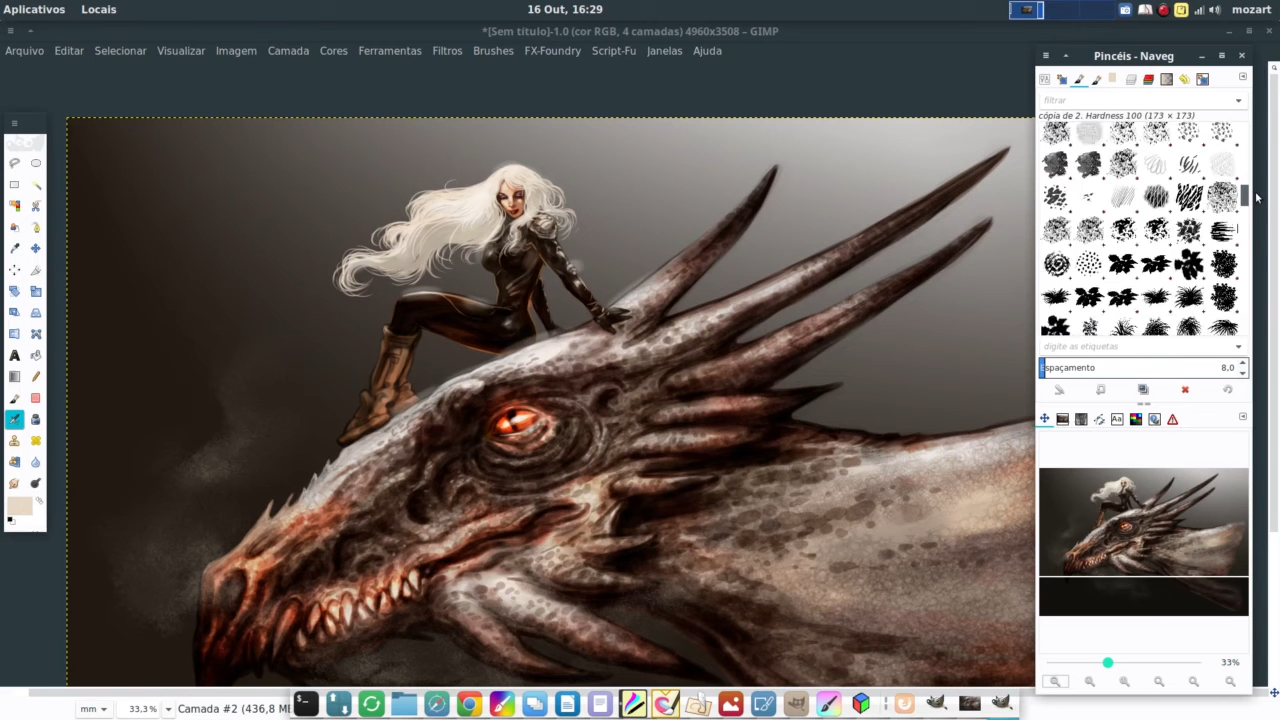 Aplicativos Locais 16 Out, 16:29 mozart
*[Sem título]-1.0 (cor RGB, 4 camadas) 4960x3508 – GIMP
Arquivo Editar Selecionar Visualizar Imagem Camada Cores Ferramentas Filtros Brushes FX-Foundry Script-Fu Janelas Ajuda
Pincéis - Naveg
filtrar
cópia de 2. Hardness 100 (173 × 173)
digite as etiquetas
Espaçamento 8,0
33%
mm 33,3% Camada #2 (436,8 MB